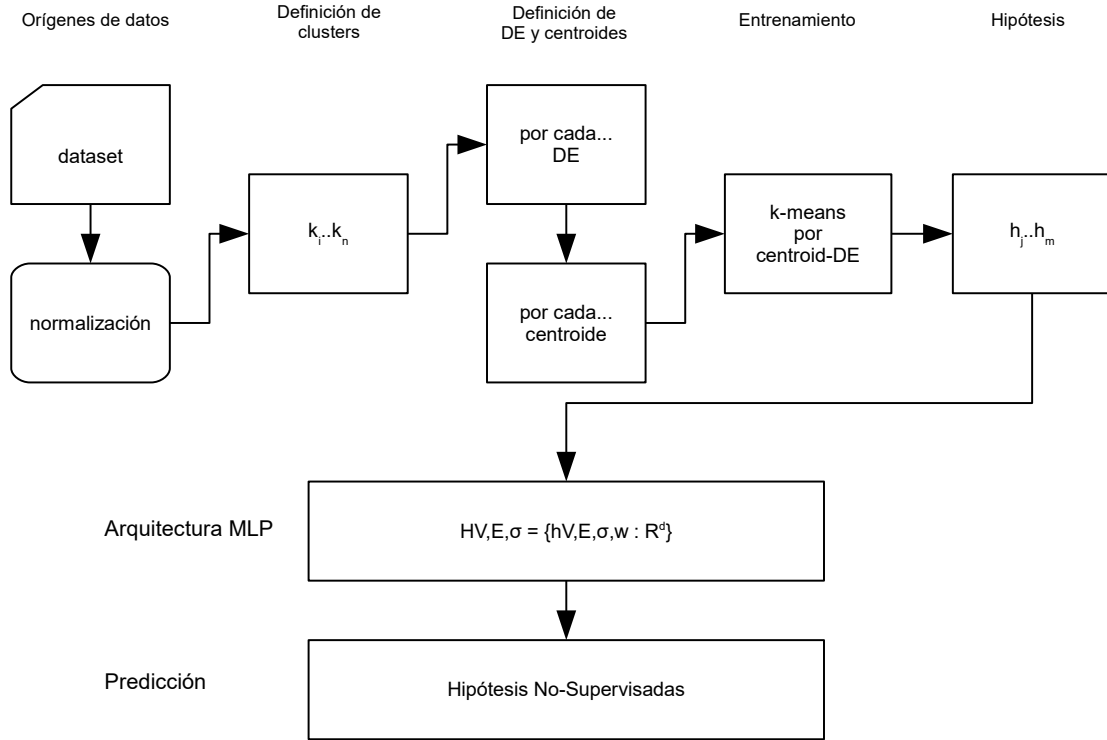 Orígenes de datos
Definición de
clusters
Definición de
DE y centroides
Entrenamiento
Hipótesis
dataset
normalización
k_i..k_n
por cada...
DE
por cada...
centroide
k-means
por
centroid-DE
h_j..h_m
Arquitectura MLP
HV,E,σ = {hV,E,σ,w : R^d}
Predicción
Hipótesis No-Supervisadas